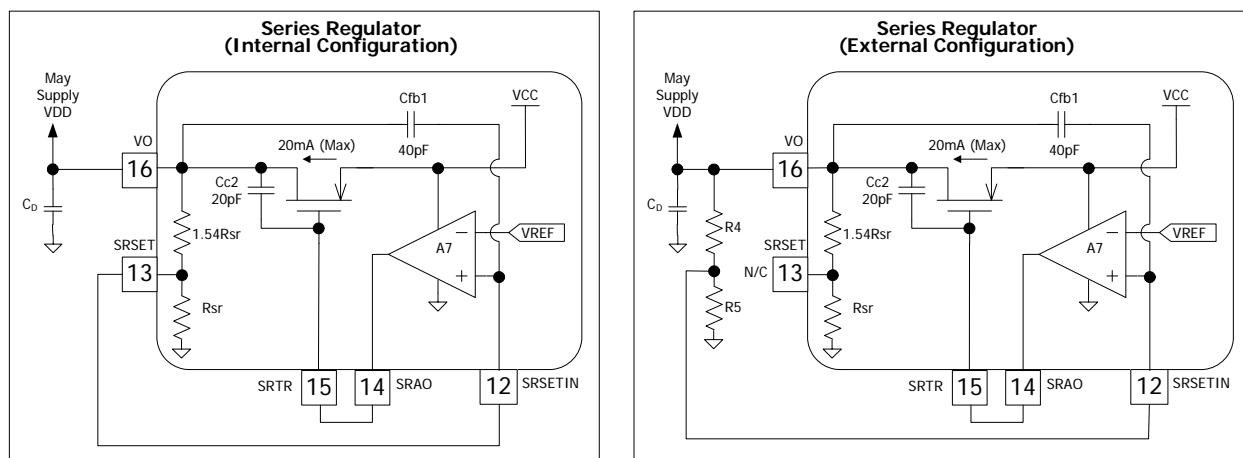 Series Regulator
(Internal Configuration)
May
Supply
VDD
VO
16
C_D
SRSET
13
Cfb1
40pF
VCC
20mA (Max)
Cc2
20pF
1.54Rsr
Rsr
A7
−
+
VREF
SRTR
15
14
SRAO
12
SRSETIN
Series Regulator
(External Configuration)
May
Supply
VDD
VO
16
C_D
R4
R5
SRSET
N/C
13
Cfb1
40pF
VCC
20mA (Max)
Cc2
20pF
1.54Rsr
Rsr
A7
−
+
VREF
SRTR
15
14
SRAO
12
SRSETIN